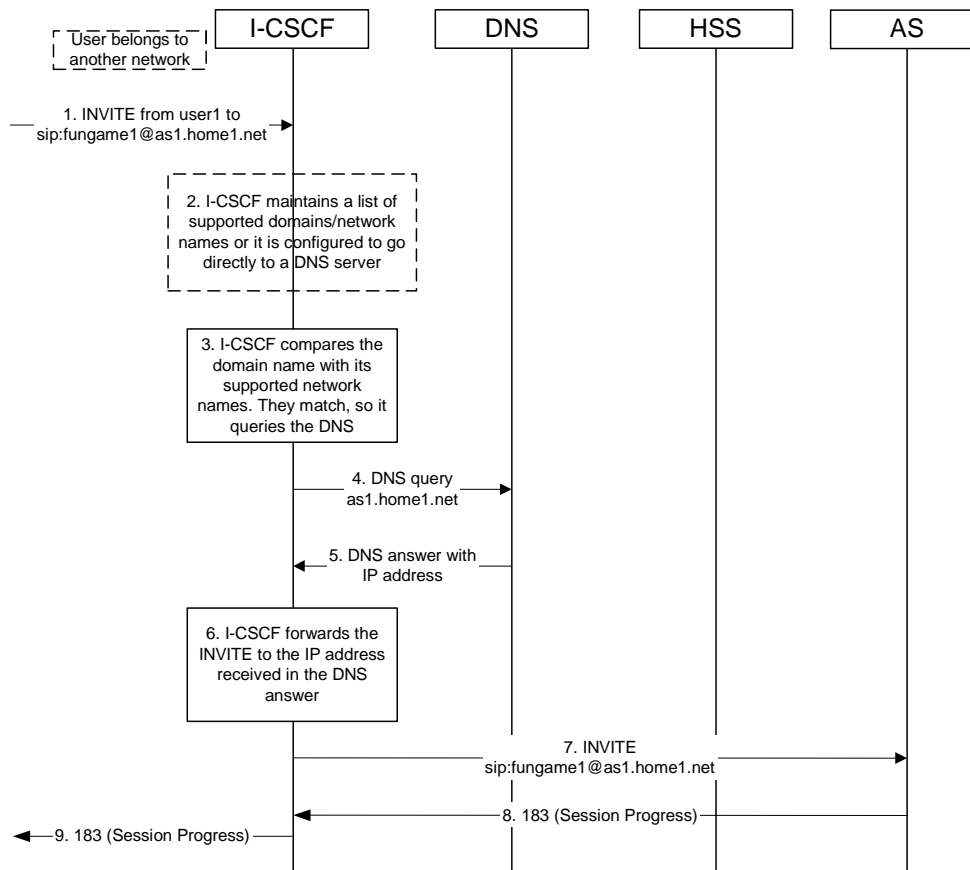 User belongs to
another network
I-CSCF
DNS
HSS
AS
1. INVITE from user1 to
sip:fungame1@as1.home1.net
2. I-CSCF maintains a list of
supported domains/network
names or it is configured to go
directly to a DNS server
3. I-CSCF compares the
domain name with its
supported network
names. They match, so it
queries the DNS
4. DNS query
as1.home1.net
5. DNS answer with
IP address
6. I-CSCF forwards the
INVITE to the IP address
received in the DNS
answer
7. INVITE
sip:fungame1@as1.home1.net
8. 183 (Session Progress)
9. 183 (Session Progress)